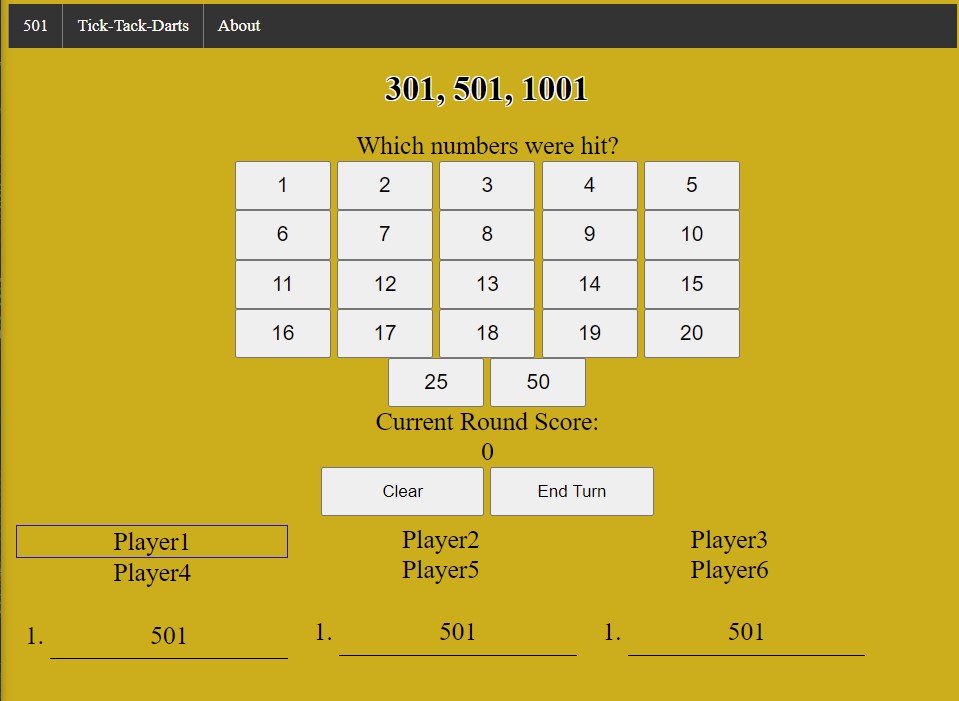 501 Tick-Tack-Darts About
301, 501, 1001
Which numbers were hit?
1 2 3 4 5
6 7 8 9 10
11 12 13 14 15
16 17 18 19 20
25 50
Current Round Score:
0
Clear End Turn
Player1 Player2 Player3
Player4 Player5 Player6
1. 501 1. 501 1. 501